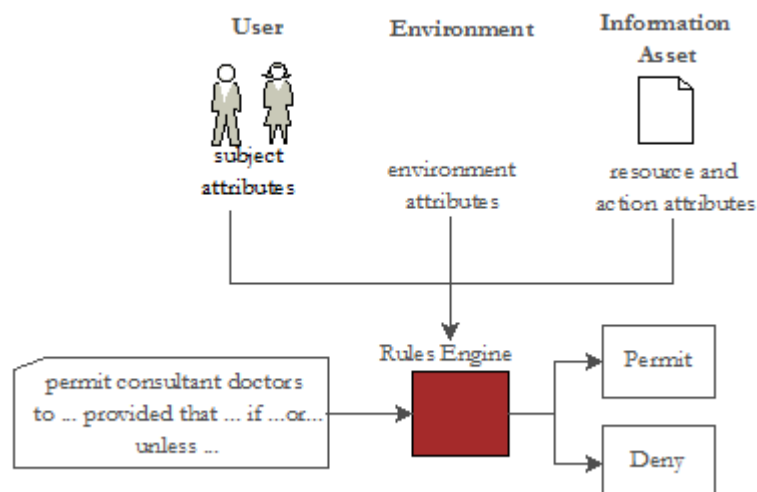 User
Environment
Information
Asset
subject
attributes
environment
attributes
resource and
action attributes
Rules Engine
permit consultant doctors
to ... provided that ... if ...or...
unless ...
Permit
Deny